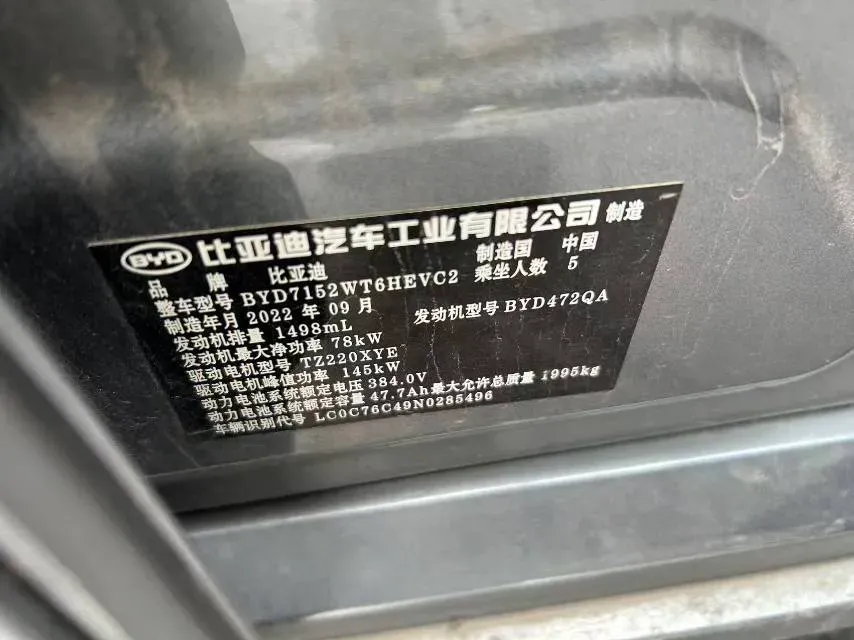 BYD 比亚迪汽车工业有限公司 制造
品牌 比亚迪 制造国 中国
整车型号 BYD7152WT6HEVC2 乘坐人数 5
制造年月 2022 年 09 月
发动机排量 1498mL 发动机型号 BYD472QA
发动机最大净功率 78kW
驱动电机型号 TZ220XYE
驱动电机峰值功率 145kW
动力电池系统额定电压 384.0V
动力电池系统额定容量 47.7Ah 最大允许总质量 1995kg
车辆识别代号 LC0C76C49N0285496